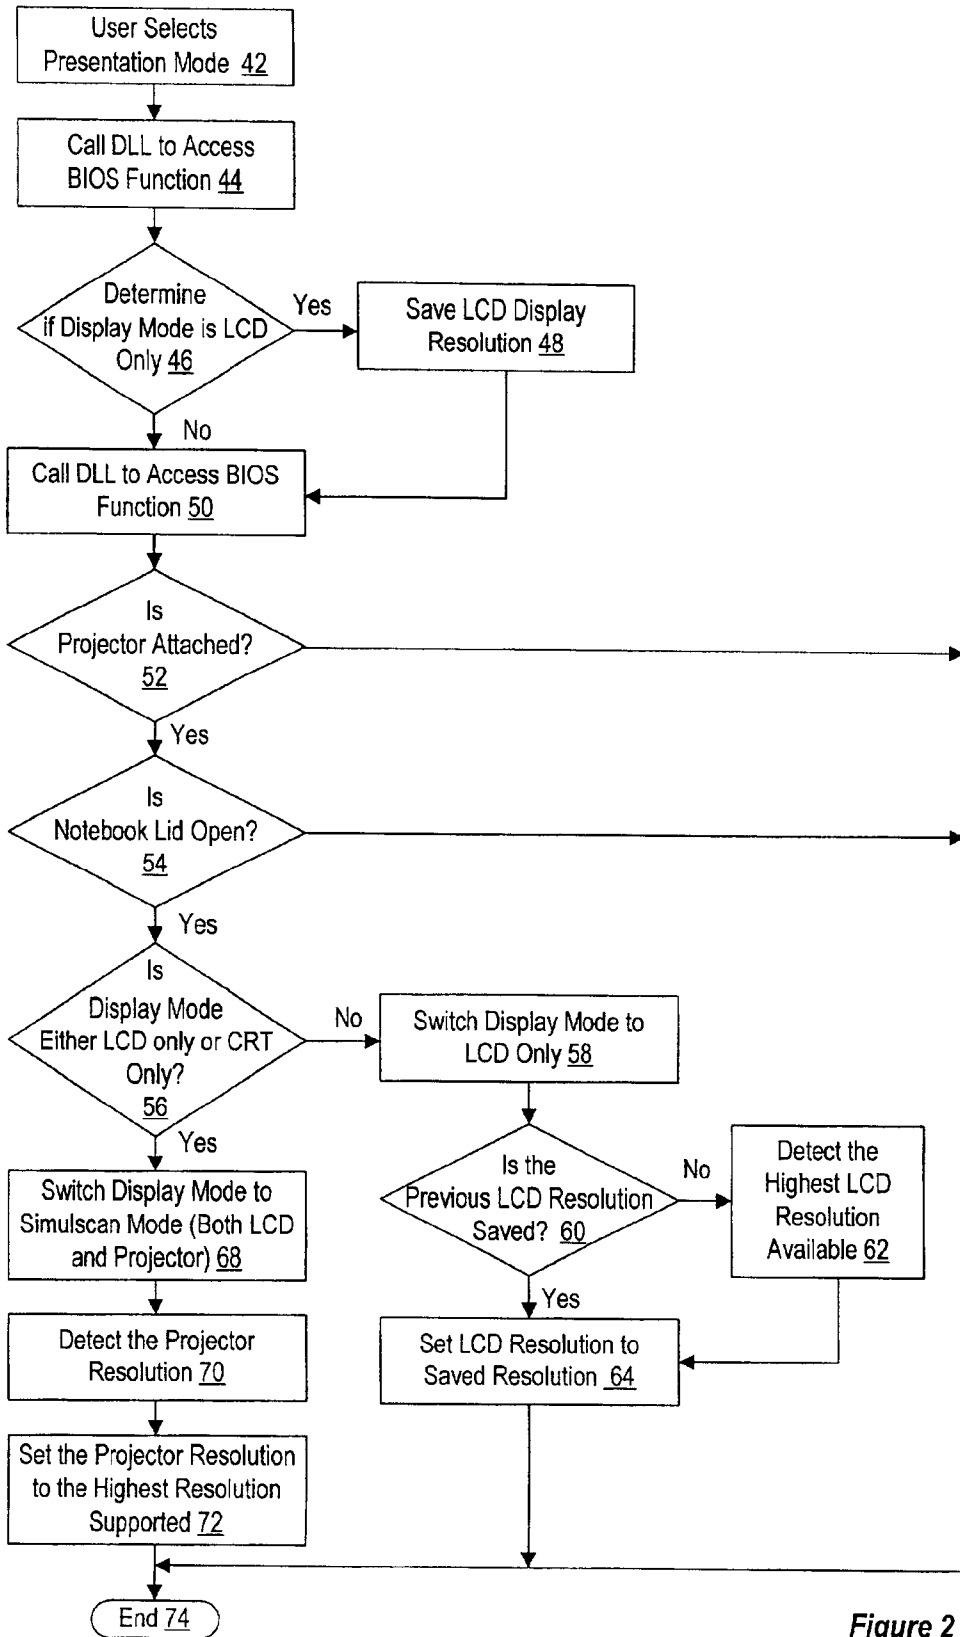 User Selects
Presentation Mode 42
Call DLL to Access
BIOS Function 44
Determine
if Display Mode is LCD
Only 46
Yes
Save LCD Display
Resolution 48
No
Call DLL to Access BIOS
Function 50
Is
Projector Attached?
52
Yes
Is
Notebook Lid Open?
54
Yes
Is
Display Mode
Either LCD only or CRT
Only?
56
No
Switch Display Mode to
LCD Only 58
Yes
Is the
Previous LCD Resolution
Saved? 60
No
Detect the
Highest LCD
Resolution
Available 62
Switch Display Mode to
Simulscan Mode (Both LCD
and Projector) 68
Yes
Set LCD Resolution to
Saved Resolution 64
Detect the Projector
Resolution 70
Set the Projector Resolution
to the Highest Resolution
Supported 72
End 74
Figure 2